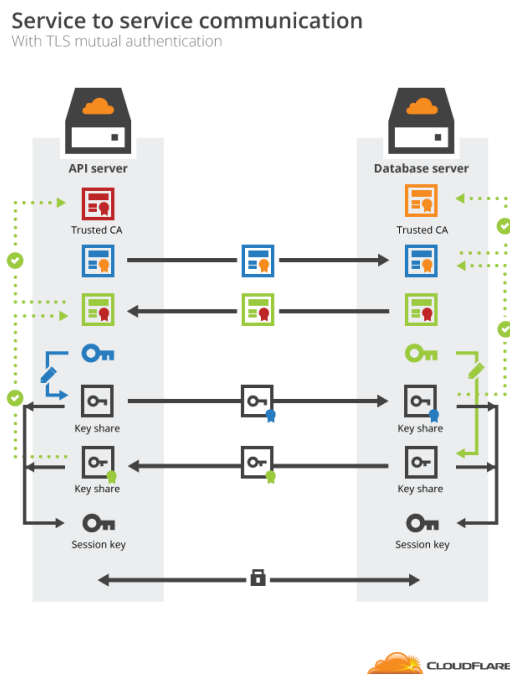 Service to service communication
With TLS mutual authentication
API server
Database server
Trusted CA
Trusted CA
Key share
Key share
Key share
Key share
Session key
Session key
CLOUDFLARE